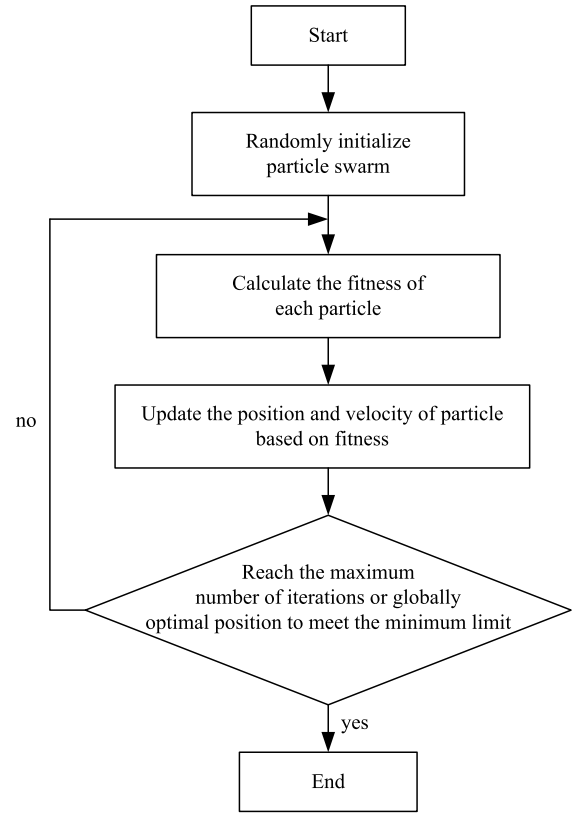 Start
Randomly initialize
particle swarm
Calculate the fitness of
each particle
no
Update the position and velocity of particle
based on fitness
Reach the maximum
number of iterations or globally
optimal position to meet the minimum limit
yes
End